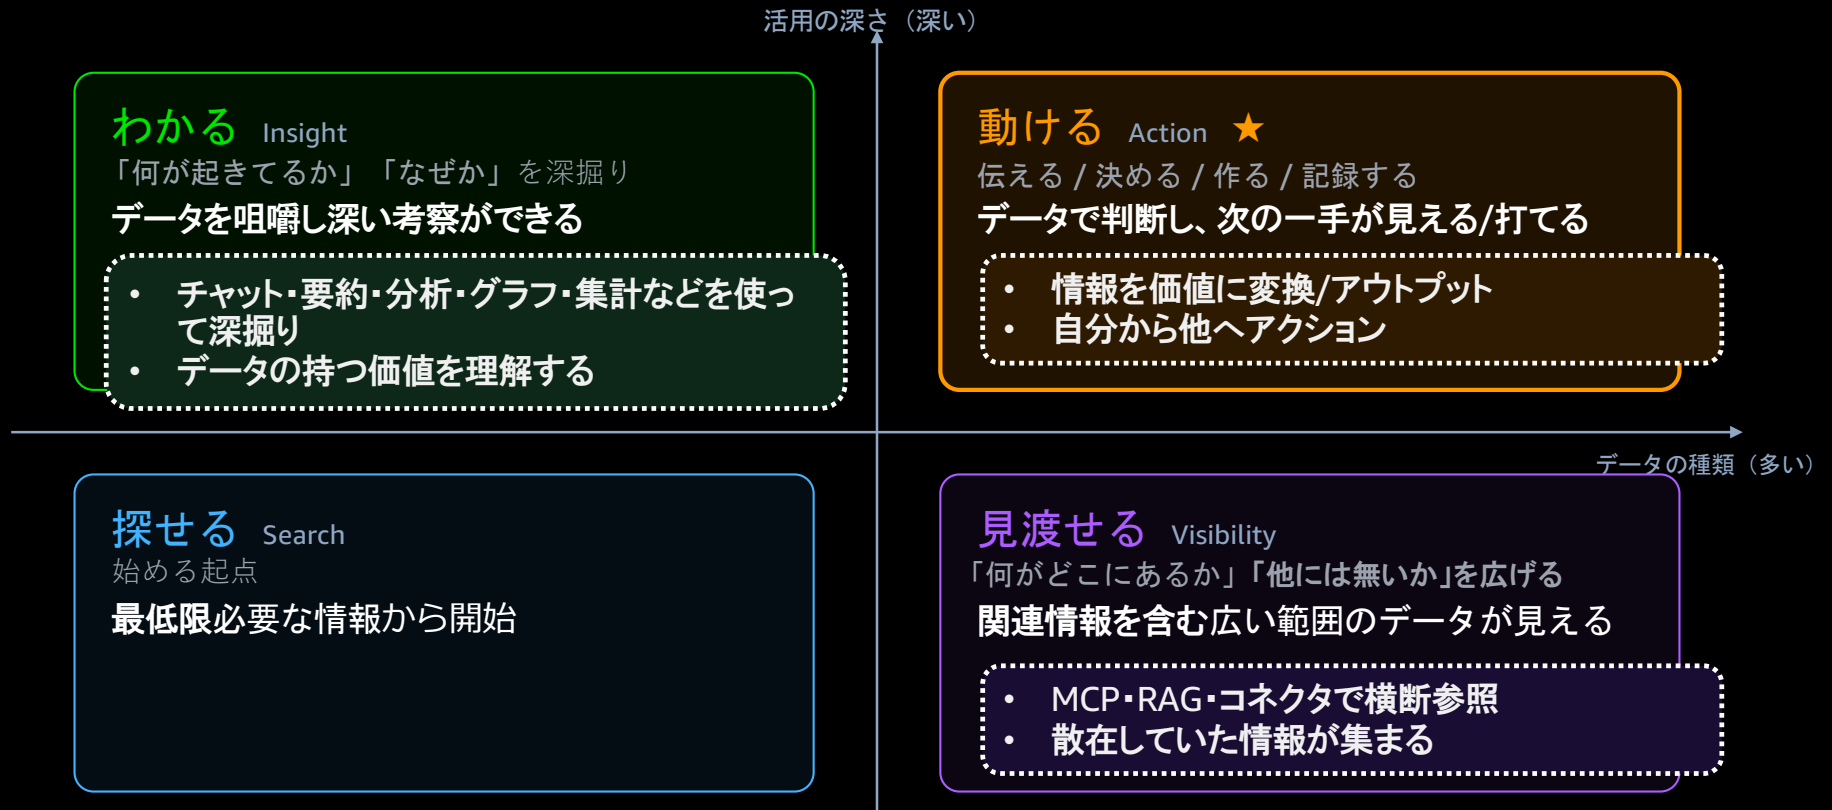 活用の深さ（深い）
わかる Insight
「何が起きてるか」「なぜか」を深掘り
データを咀嚼し深い考察ができる
• チャット・要約・分析・グラフ・集計などを使っ
て深掘り
• データの持つ価値を理解する
動ける Action ★
伝える / 決める / 作る / 記録する
データで判断し、次の一手が見える/打てる
• 情報を価値に変換/アウトプット
• 自分から他へアクション
データの種類（多い）
探せる Search
始める起点
最低限必要な情報から開始
見渡せる Visibility
「何がどこにあるか」「他には無いか」を広げる
関連情報を含む広い範囲のデータが見える
• MCP・RAG・コネクタで横断参照
• 散在していた情報が集まる